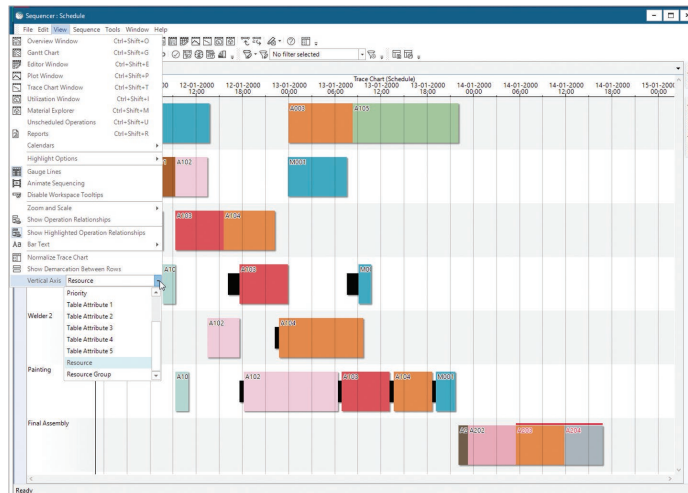 Sequencer : Schedule
File Edit View Sequence Tools Window Help
Overview Window Ctrl+Shift+O
Gantt Chart Ctrl+Shift+G
Editor Window Ctrl+Shift+E
No filter selected
Plot Window Ctrl+Shift+P
Trace Chart Window Ctrl+Shift+T
Utilization Window Ctrl+Shift+I
Material Explorer Ctrl+Shift+M
Unscheduled Operations Ctrl+Shift+U
Reports Ctrl+Shift+R
Calendars
Highlight Options
Gauge Lines
Animate Sequencing
Disable Workspace Tooltips
Zoom and Scale
Show Operation Relationships
Show Highlighted Operation Relationships
Bar Text
Normalize Trace Chart
Show Demarcation Between Rows
Vertical Axis Resource
Priority
Table Attribute 1
Table Attribute 2
Table Attribute 3
Table Attribute 4
Table Attribute 5
Resource
Resource Group
Trace Chart (Schedule)
12-01-2000 12-01-2000 13-01-2000 13-01-2000 13-01-2000 13-01-2000 14-01-2000 14-01-2000 14-01-2000 14-01-2000 15-01-200
12:00 18:00 00:00 06:00 12:00 18:00 00:00 06:00 12:00 18:00 00:00
A103 A105
A102 M001
A103 A104
A10 A103 M00
Welder 2
A102 A104
Painting
A10 A102 A103 A104 M001
Final Assembly
A2 A202 A203 A204
Ready